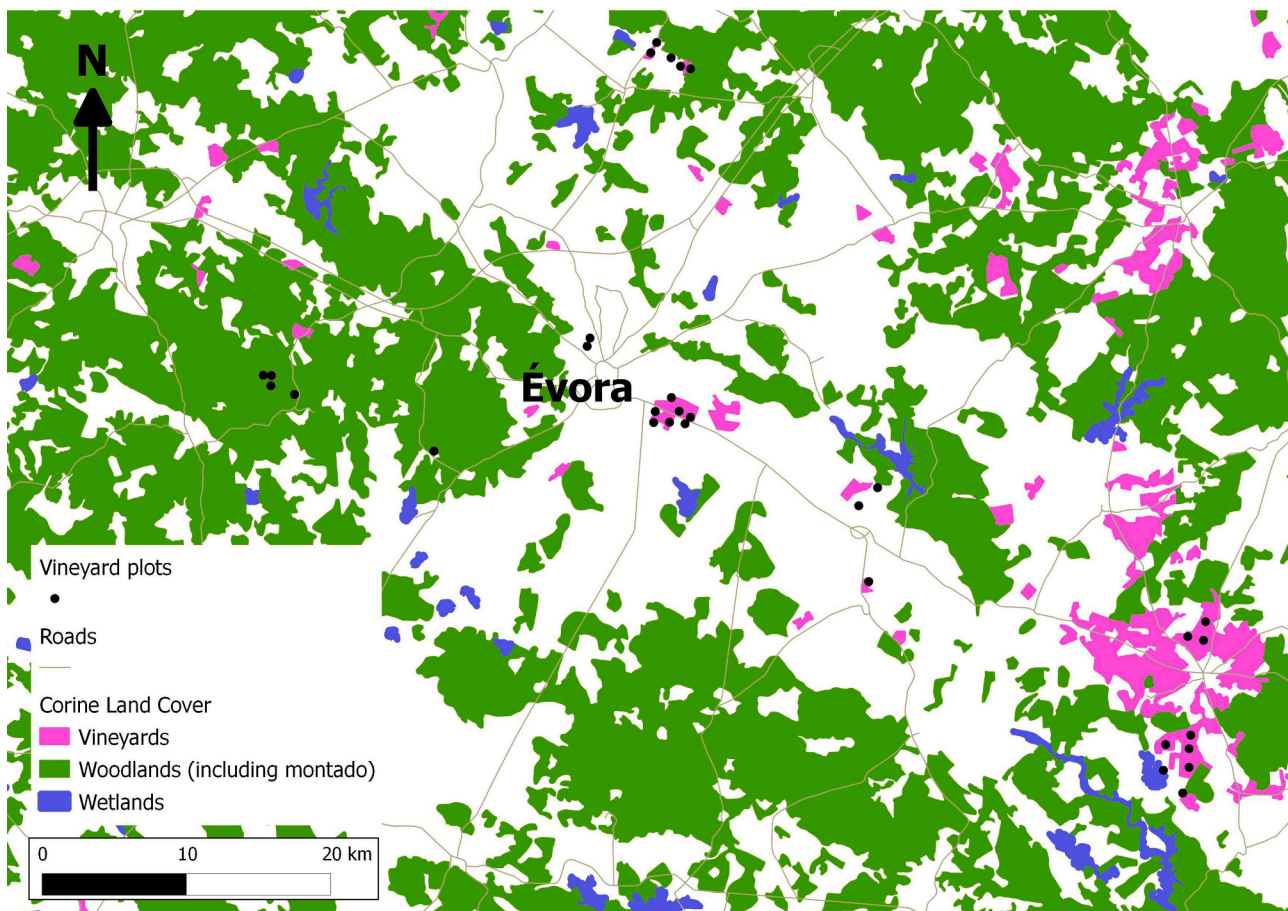 N
Évora
Vineyard plots
Roads
Corine Land Cover
Vineyards
Woodlands (including montado)
Wetlands
0 10 20 km